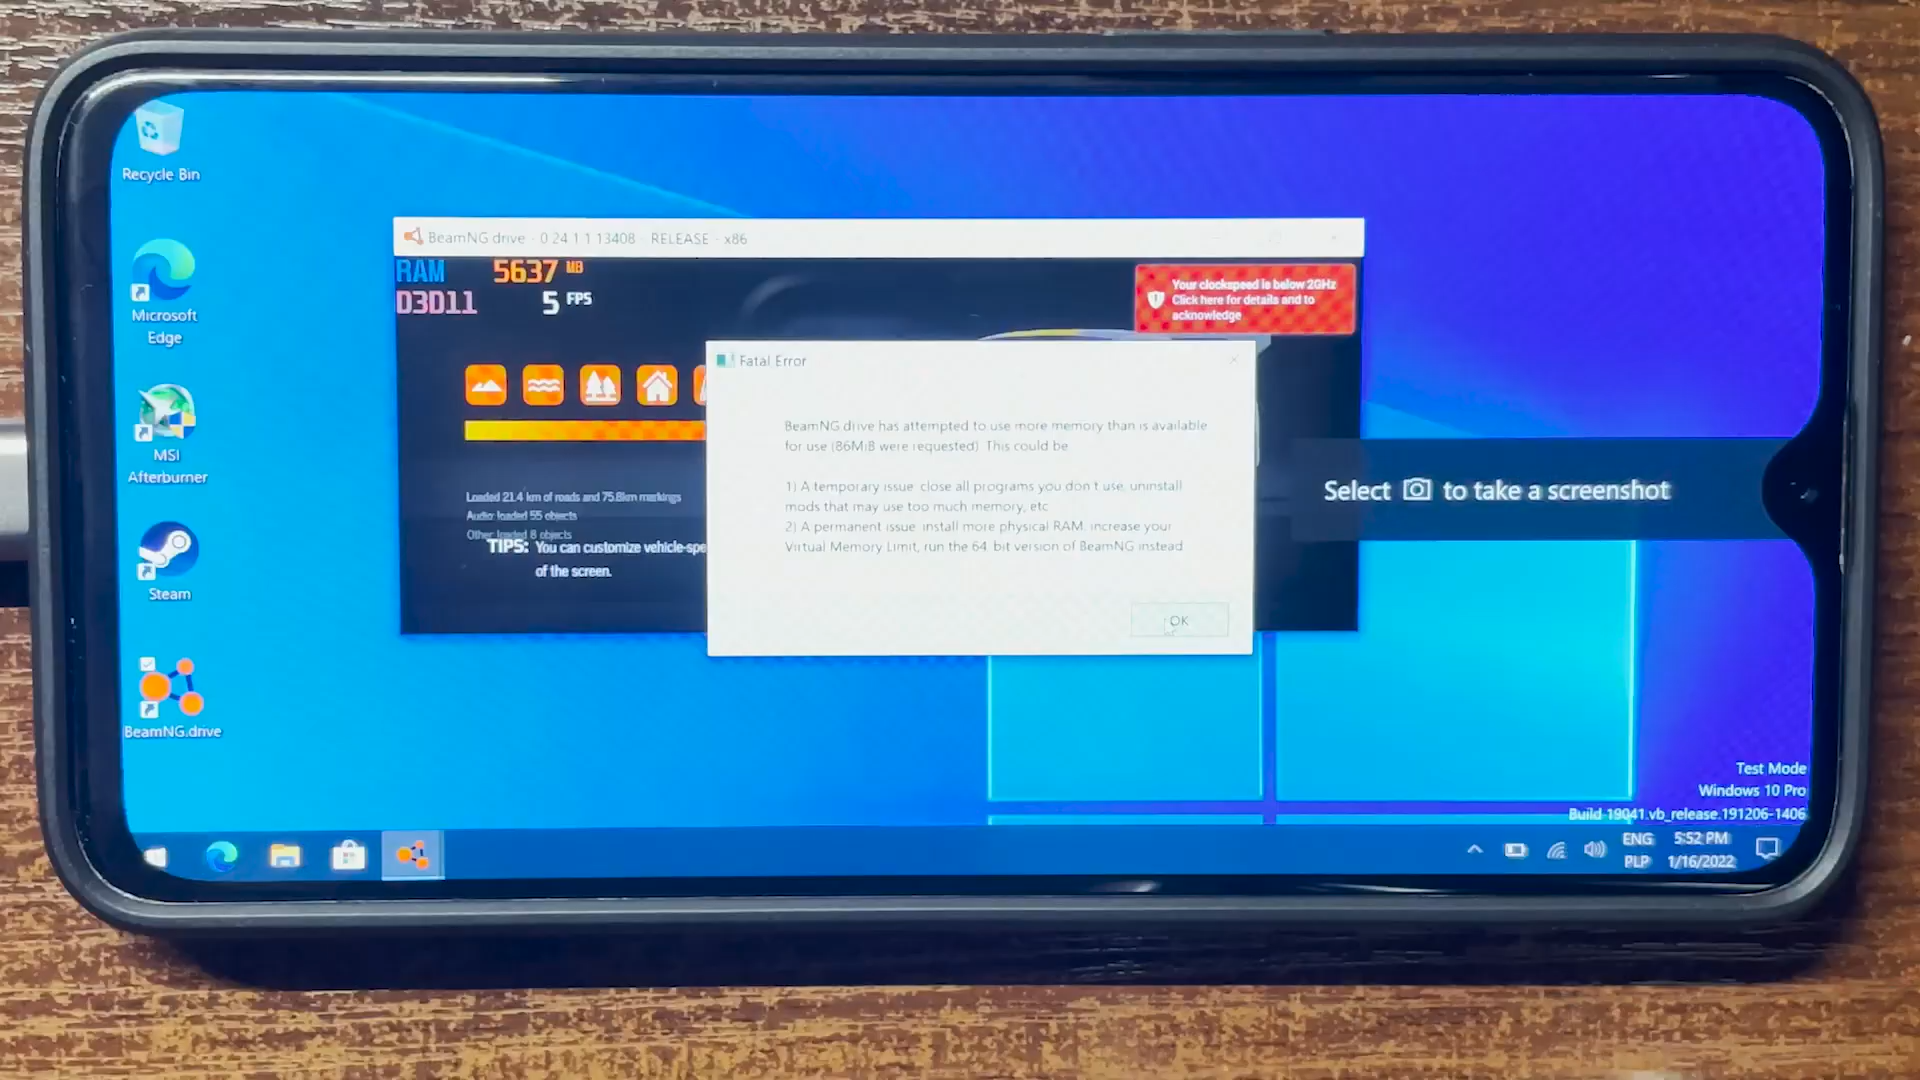 Recycle Bin
Microsoft
Edge
MSI
Afterburner
Steam
BeamNG.drive
BeamNG drive - 0 24 1 1 13408 RELEASE - x86
RAM 5637 MB
D3D11 5 FPS
Your clockspeed is below 2GHz
Click here for details and to
acknowledge
Loaded 21.4 km of roads and 75.8km markings
Audio loaded 55 objects
Other loaded 8 objects
TIPS: You can customize vehicle-spe
of the screen.
Fatal Error
BeamNG drive has attempted to use more memory than is available
for use (86MiB were requested) This could be
1) A temporary issue close all programs you don't use, uninstall
mods that may use too much memory, etc
2) A permanent issue install more physical RAM, increase your
Virtual Memory Limit, run the 64 bit version of BeamNG instead
OK
Select to take a screenshot
Test Mode
Windows 10 Pro
Build 19041.vb_release.191206-1406
ENG
PLP
5:52 PM
1/16/2022